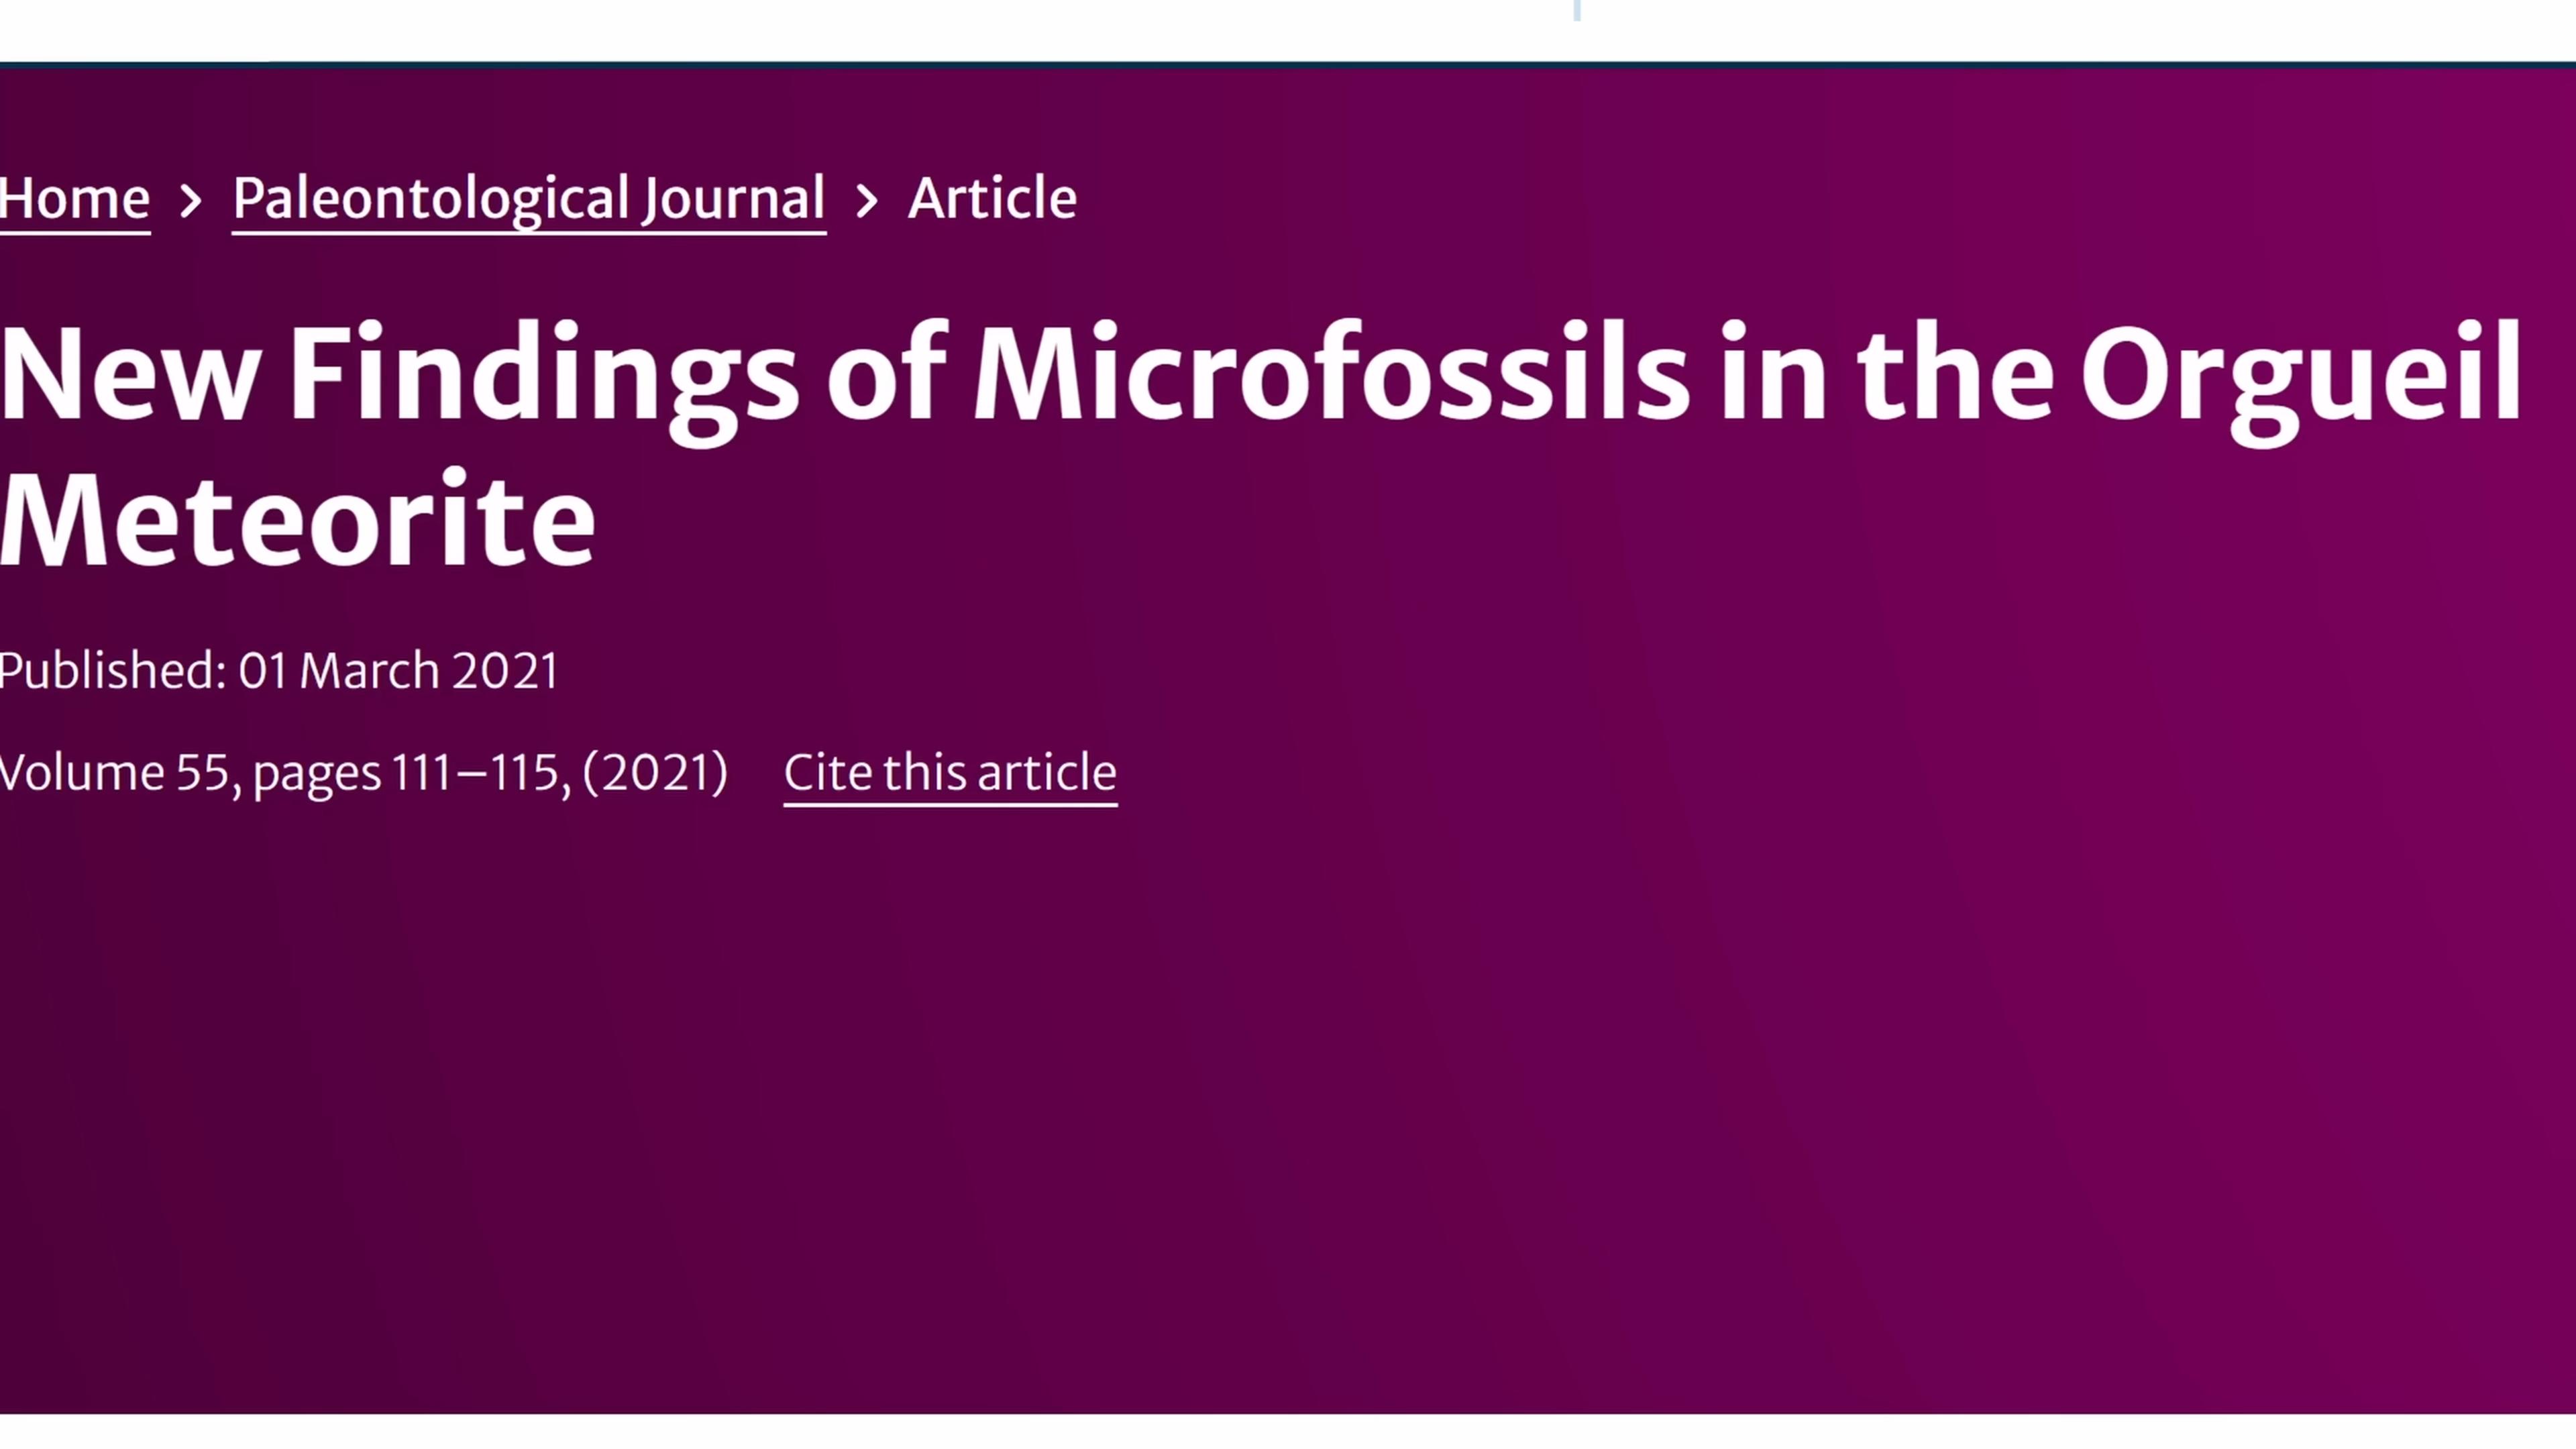 Home > Paleontological Journal > Article
New Findings of Microfossils in the Orgueil
Meteorite
Published: 01 March 2021
Volume 55, pages 111–115, (2021) Cite this article